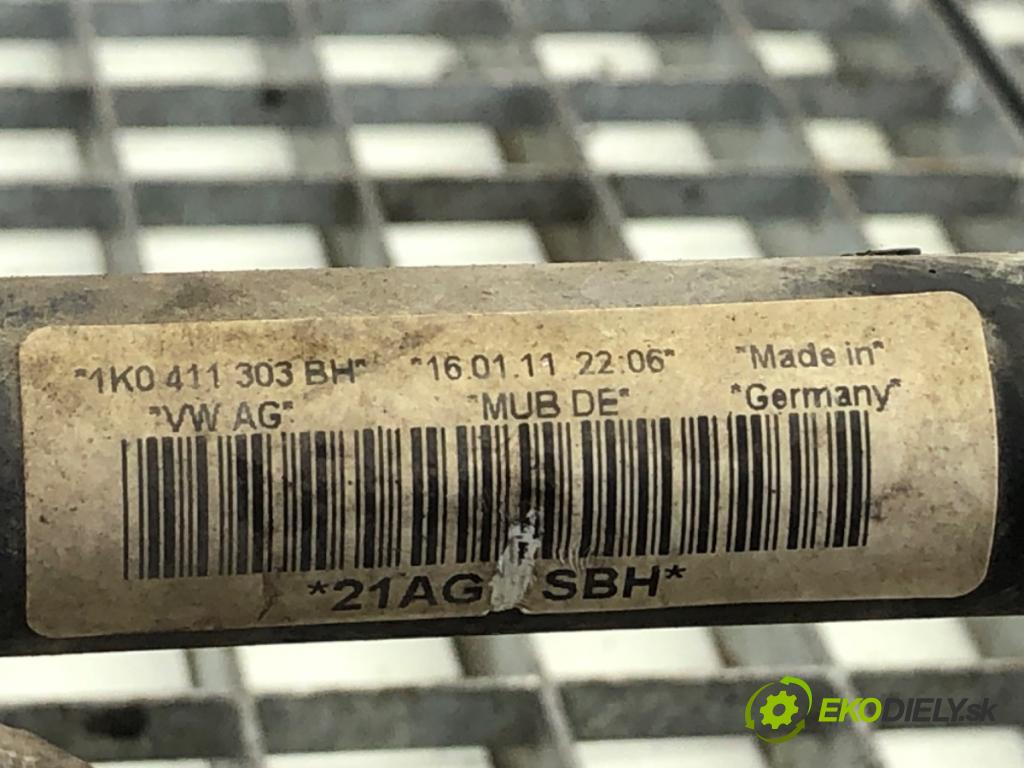 "1K0 411 303 BH" "16.01.11 22:06" "Made in"
"VW AG" "MUB DE" "Germany"
*21AG SBH*
EKODIELY.sk